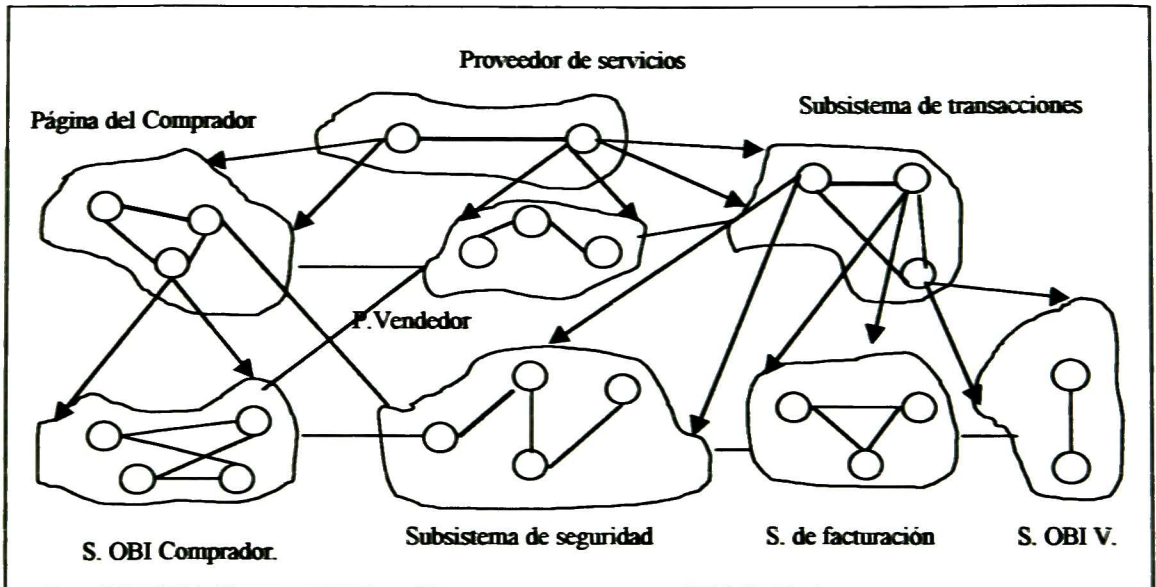 Proveedor de servicios
Página del Comprador
Subsistema de transacciones
P.Vendedor
S. OBI Comprador.
Subsistema de seguridad
S. de facturación
S. OBI V.